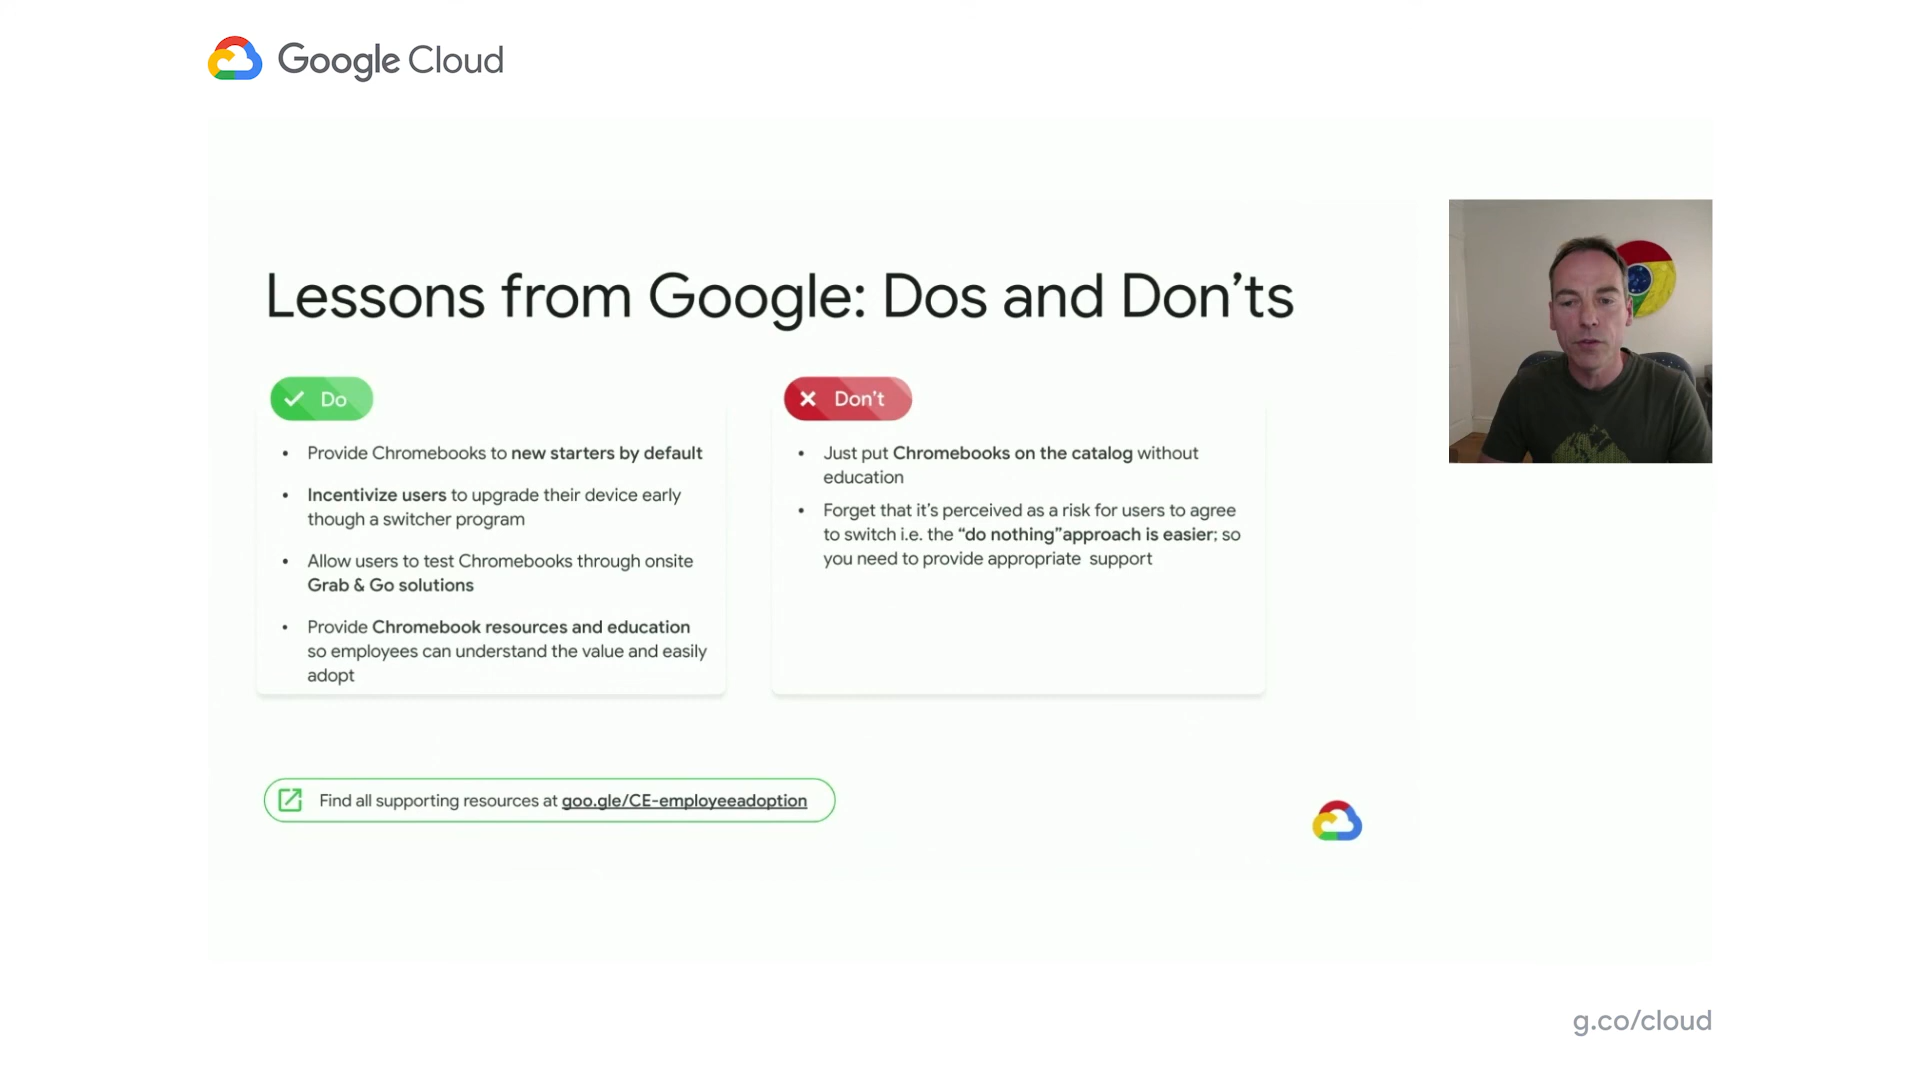 Google Cloud
Lessons from Google: Dos and Don’ts
Do
• Provide Chromebooks to new starters by default
• Incentivize users to upgrade their device early
though a switcher program
• Allow users to test Chromebooks through onsite
Grab & Go solutions
• Provide Chromebook resources and education
so employees can understand the value and easily
adopt
Don’t
• Just put Chromebooks on the catalog without
education
• Forget that it’s perceived as a risk for users to agree
to switch i.e. the “do nothing”approach is easier; so
you need to provide appropriate  support
Find all supporting resources at goo.gle/CE-employeeadoption
g.co/cloud